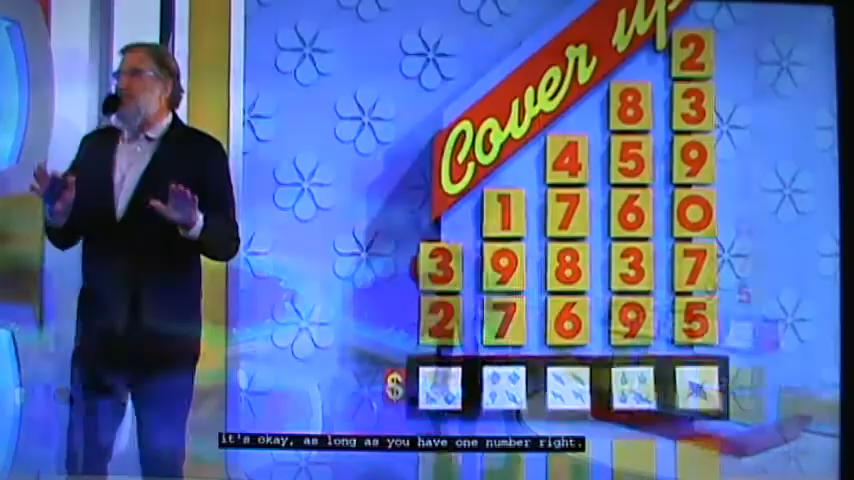 Cover up
2
8 3
4 5 9
1 7 6 0
3 9 8 3 7
2 7 6 9 5
$
it's okay, as long as you have one number right.